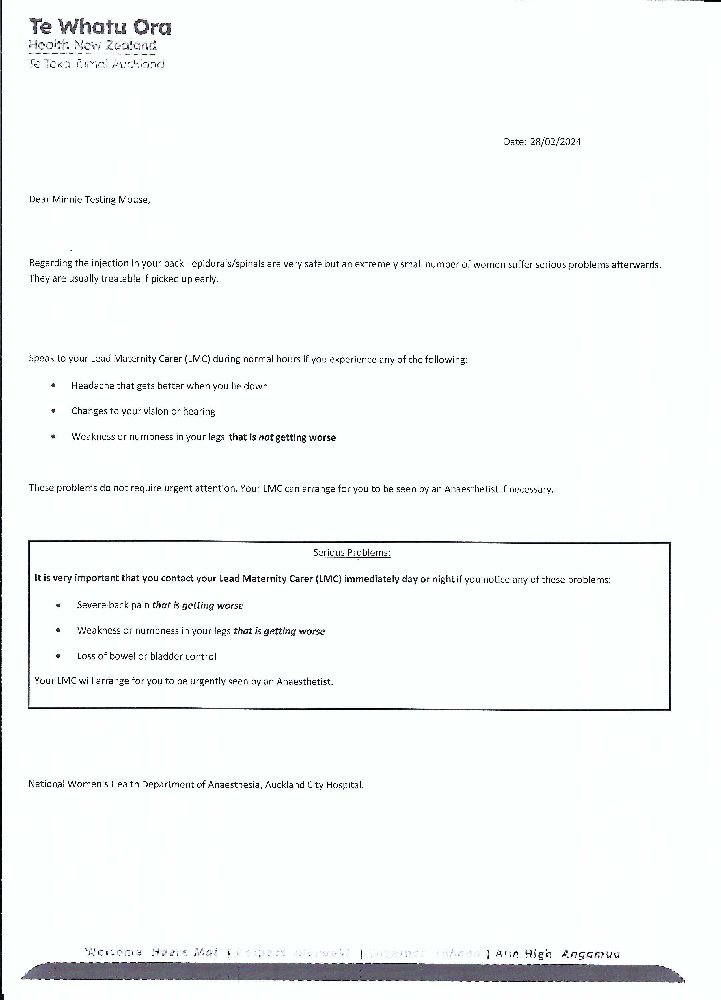 Te Whatu Ora
Health New Zealand
Te Toka Tumai Auckland
Date: 28/02/2024
Dear Minnie Testing Mouse,
Regarding the injection in your back - epidurals/spinals are very safe but an extremely small number of women suffer serious problems afterwards.
They are usually treatable if picked up early.
Speak to your Lead Maternity Carer (LMC) during normal hours if you experience any of the following:
• Headache that gets better when you lie down
• Changes to your vision or hearing
• Weakness or numbness in your legs that is not getting worse
These problems do not require urgent attention. Your LMC can arrange for you to be seen by an Anaesthetist if necessary.
Serious Problems:
It is very important that you contact your Lead Maternity Carer (LMC) immediately day or night if you notice any of these problems:
• Severe back pain that is getting worse
• Weakness or numbness in your legs that is getting worse
• Loss of bowel or bladder control
Your LMC will arrange for you to be urgently seen by an Anaesthetist.
National Women's Health Department of Anaesthesia, Auckland City Hospital.
Welcome Haere Mai | Respect Manaaki | Together Tūhono | Aim High Angamua